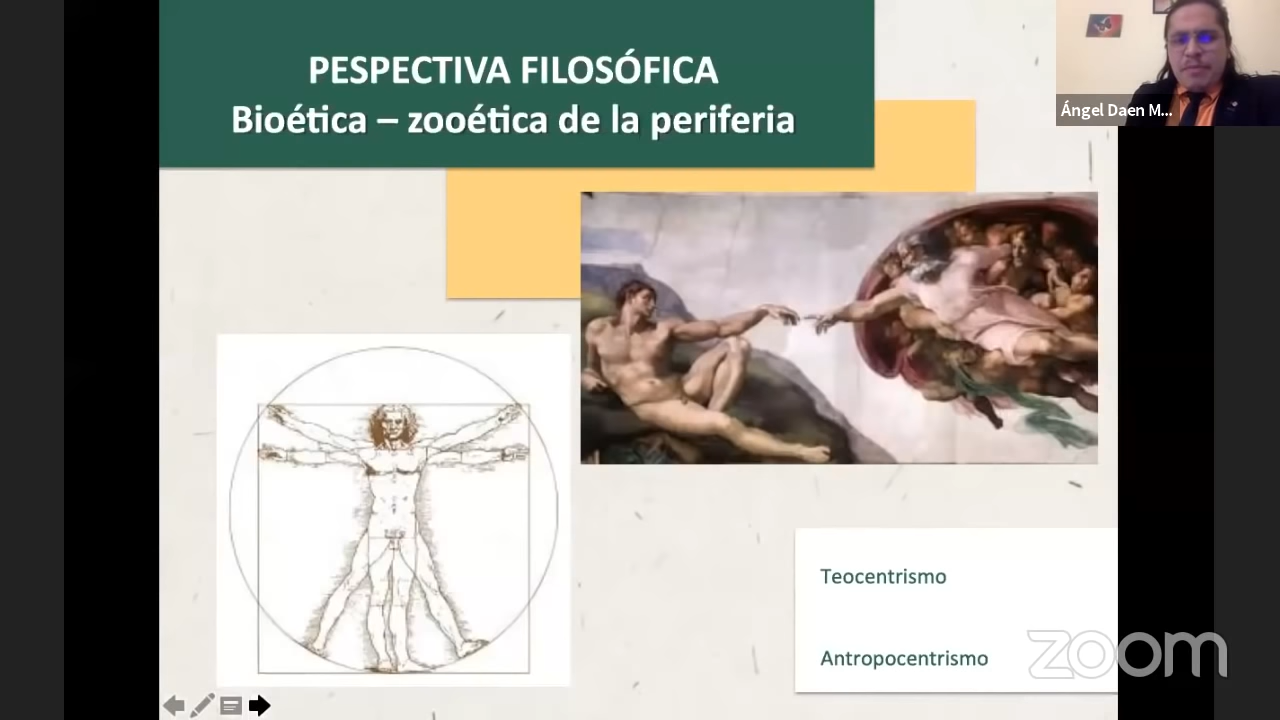 PESPECTIVA FILOSÓFICA
Bioética – zooética de la periferia
Ángel Daen M...
Teocentrismo
Antropocentrismo
zoom